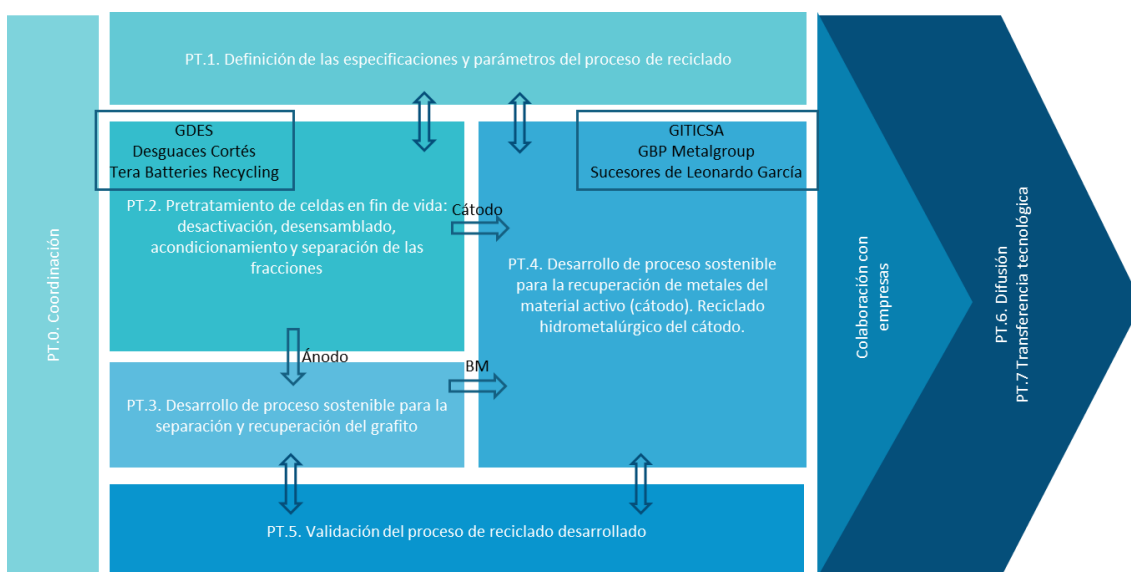 PT.0. Coordinación
PT.1. Definición de las especificaciones y parámetros del proceso de reciclado
GDES
Desguaces Cortés
Tera Batteries Recycling
PT.2. Pretratamiento de celdas en fin de vida:
desactivación, desensamblado,
acondicionamiento y separación de las
fracciones
Cátodo
Ánodo
PT.3. Desarrollo de proceso sostenible para la
separación y recuperación del grafito
BM
GITICSA
GBP Metalgroup
Sucesores de Leonardo García
PT.4. Desarrollo de proceso sostenible
para la recuperación de metales del
material activo (cátodo). Reciclado
hidrometalúrgico del cátodo.
PT.5. Validación del proceso de reciclado desarrollado
Colaboración con
empresas
PT.6. Difusión
PT.7 Transferencia tecnológica